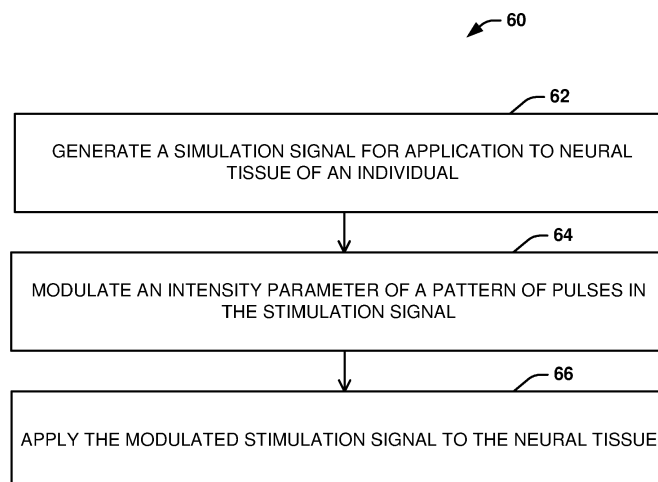 60
62
GENERATE A SIMULATION SIGNAL FOR APPLICATION TO NEURAL
TISSUE OF AN INDIVIDUAL
64
MODULATE AN INTENSITY PARAMETER OF A PATTERN OF PULSES IN
THE STIMULATION SIGNAL
66
APPLY THE MODULATED STIMULATION SIGNAL TO THE NEURAL TISSUE